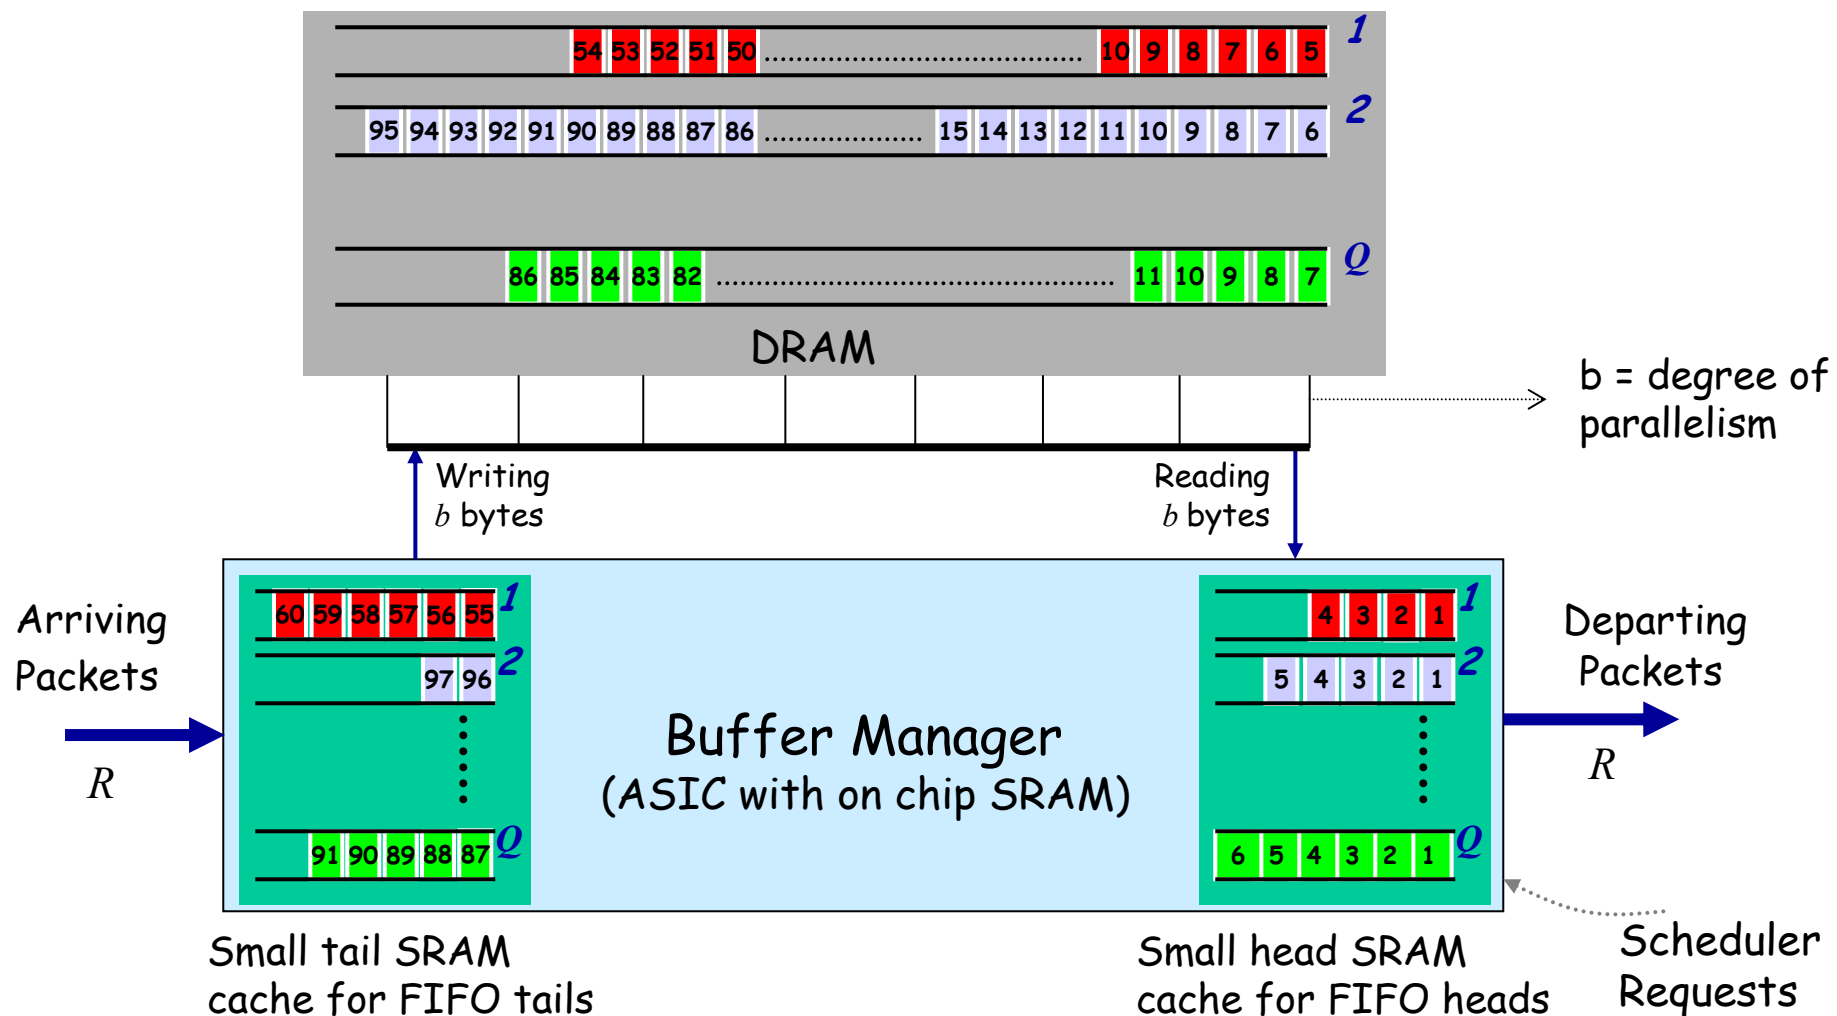 54 53 52 51 50 ........................................ 10 9 8 7 6 5 1
95 94 93 92 91 90 89 88 87 86 .................... 15 14 13 12 11 10 9 8 7 6 2
86 85 84 83 82 ................................................ 11 10 9 8 7 Q
DRAM
b = degree of
parallelism
Writing
b bytes
Reading
b bytes
Arriving
Packets
R
60 59 58 57 56 55 1
97 96 2
91 90 89 88 87 Q
Buffer Manager
(ASIC with on chip SRAM)
4 3 2 1 1
5 4 3 2 1 2
6 5 4 3 2 1 Q
Departing
Packets
R
Small tail SRAM
cache for FIFO tails
Small head SRAM
cache for FIFO heads
Scheduler
Requests